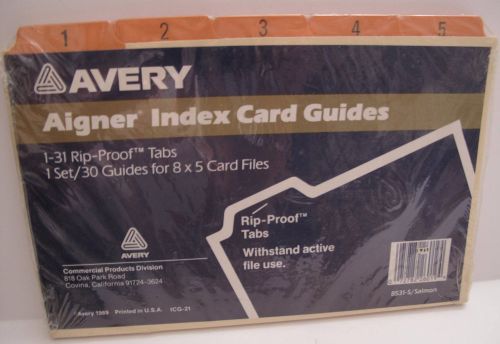 1 2 3 4 5
AVERY
Aigner Index Card Guides
1-31 Rip-Proof™ Tabs
1 Set/30 Guides for 8 x 5 Card Files
Rip-Proof™
Tabs
Withstand active
file use.
AVERY
Commercial Products Division
818 Oak Park Road
Covina, California 91724-3624
Avery 1989 Printed in U.S.A. ICG-21
8531-S/Salmon